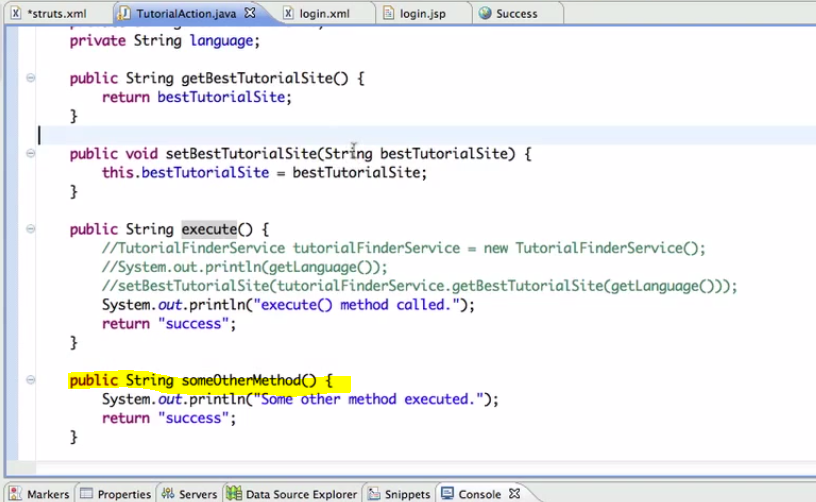 *struts.xml TutorialAction.java login.xml login.jsp Success
private String language;
public String getBestTutorialSite() {
return bestTutorialSite;
}
public void setBestTutorialSite(String bestTutorialSite) {
this.bestTutorialSite = bestTutorialSite;
}
public String execute() {
//TutorialFinderService tutorialFinderService = new TutorialFinderService();
//System.out.println(getLanguage());
//setBestTutorialSite(tutorialFinderService.getBestTutorialSite(getLanguage()));
System.out.println("execute() method called.");
return "success";
}
public String someOtherMethod() {
System.out.println("Some other method executed.");
return "success";
}
Markers Properties Servers Data Source Explorer Snippets Console